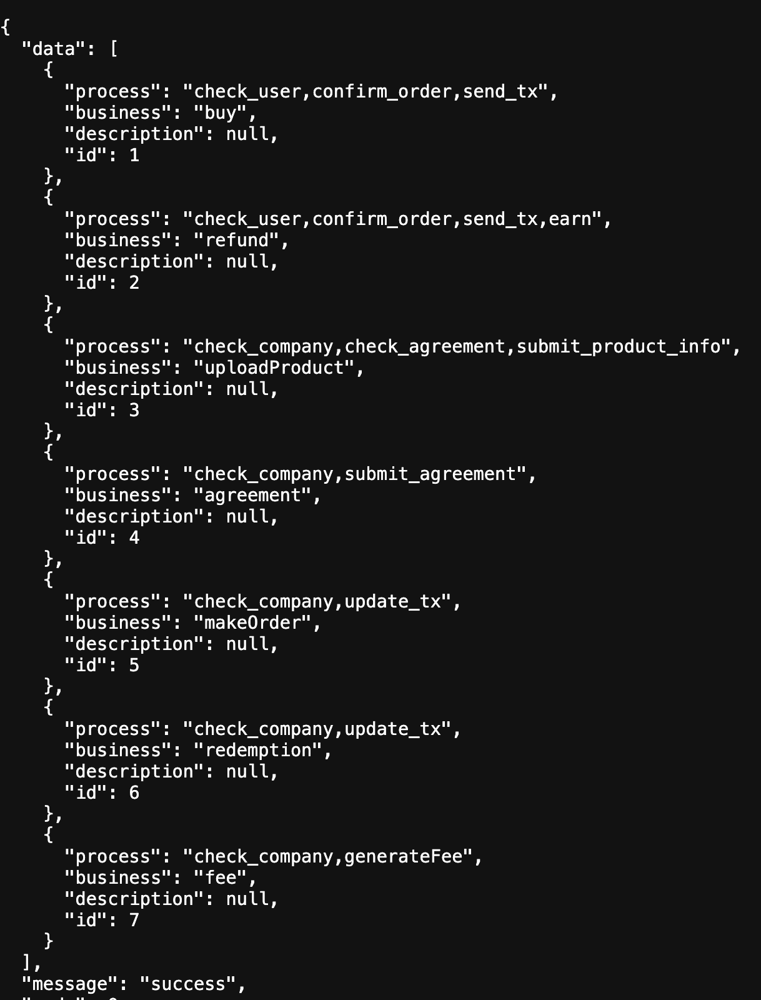 {
  "data": [
    {
      "process": "check_user,confirm_order,send_tx",
      "business": "buy",
      "description": null,
      "id": 1
    },
    {
      "process": "check_user,confirm_order,send_tx,earn",
      "business": "refund",
      "description": null,
      "id": 2
    },
    {
      "process": "check_company,check_agreement,submit_product_info",
      "business": "uploadProduct",
      "description": null,
      "id": 3
    },
    {
      "process": "check_company,submit_agreement",
      "business": "agreement",
      "description": null,
      "id": 4
    },
    {
      "process": "check_company,update_tx",
      "business": "makeOrder",
      "description": null,
      "id": 5
    },
    {
      "process": "check_company,update_tx",
      "business": "redemption",
      "description": null,
      "id": 6
    },
    {
      "process": "check_company,generateFee",
      "business": "fee",
      "description": null,
      "id": 7
    }
  ],
  "message": "success",